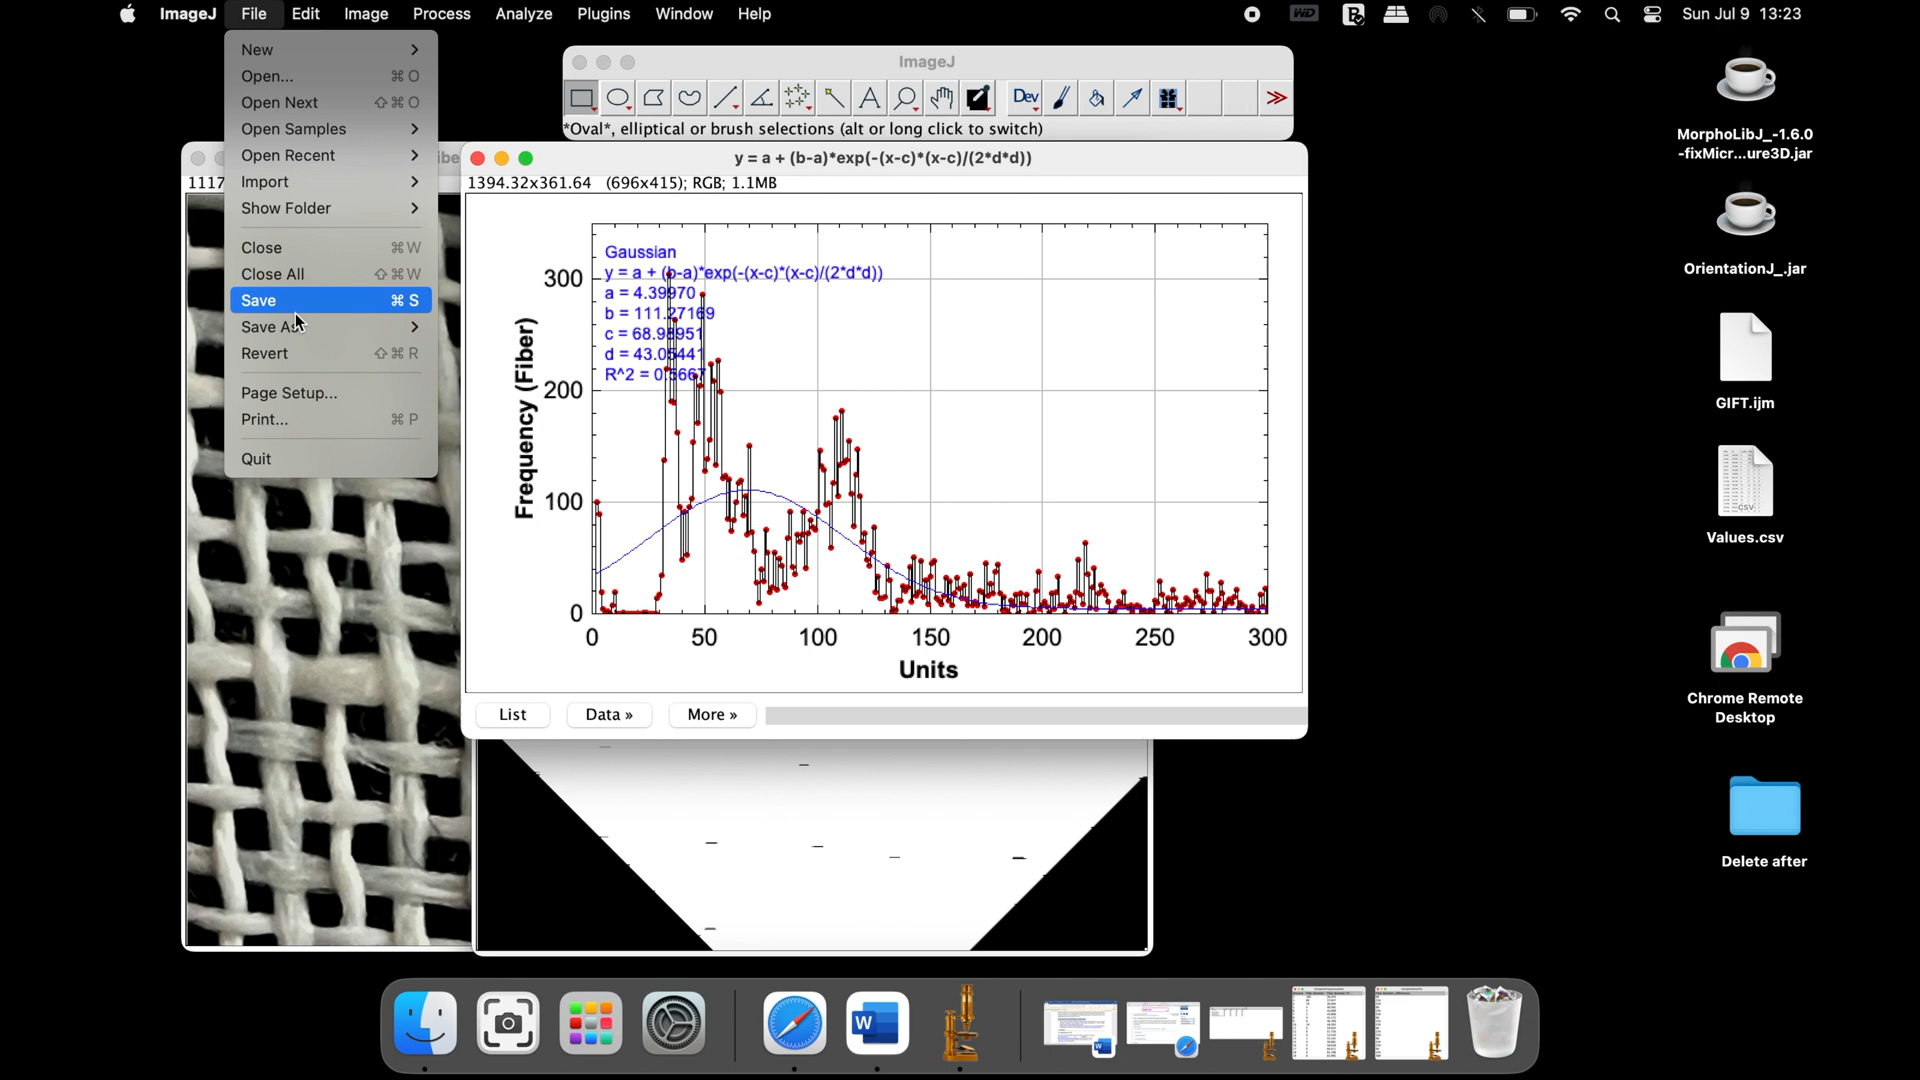 ImageJ File Edit Image Process Analyze Plugins Window Help
WD Sun Jul 9 13:23
New
Open... ⌘ O
Open Next ⇧ ⌘ O
Open Samples
Open Recent
Import
Show Folder
Close ⌘ W
Close All ⇧ ⌘ W
Save ⌘ S
Save As
Revert ⇧ ⌘ R
Page Setup...
Print... ⌘ P
Quit
ImageJ
Dev
*Oval*, elliptical or brush selections (alt or long click to switch)
1117
y = a + (b-a)*exp(-(x-c)*(x-c)/(2*d*d))
1394.32x361.64 (696x415); RGB; 1.1MB
Gaussian
y = a + (b-a)*exp(-(x-c)*(x-c)/(2*d*d))
a = 4.39970
b = 111.27169
c = 68.98951
d = 43.05441
R^2 = 0.5667
Frequency (Fiber)
300
200
100
0
0 50 100 150 200 250 300
Units
List Data » More »
MorphoLibJ_-1.6.0
-fixMicr...ure3D.jar
OrientationJ_.jar
GIFT.ijm
CSV
Values.csv
Chrome Remote
Desktop
Delete after
W